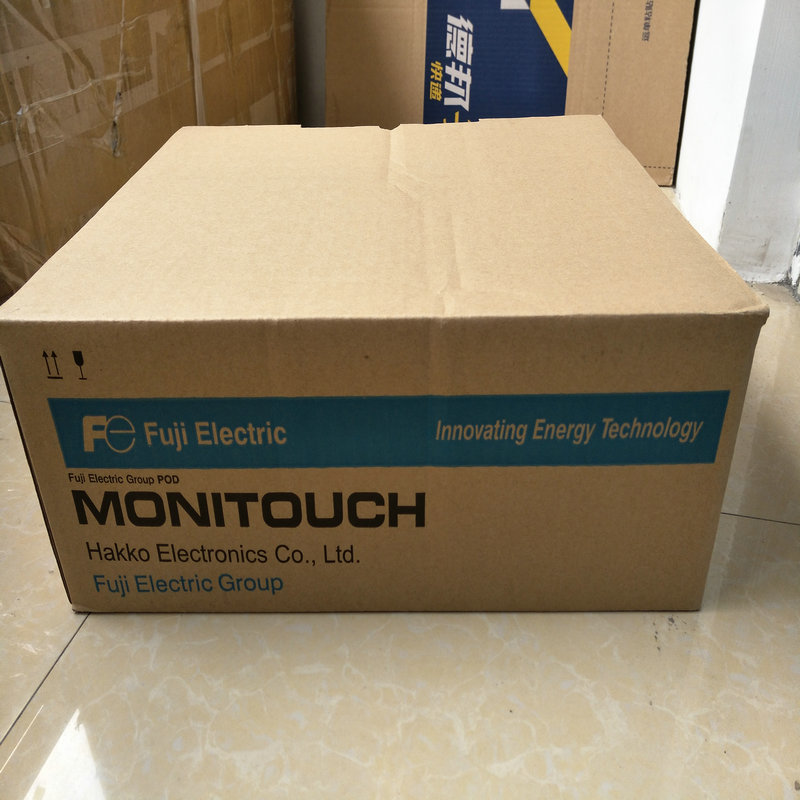 德邦
快递
Fe Fuji Electric
Innovating Energy Technology
Fuji Electric Group POD
MONITOUCH
Hakko Electronics Co., Ltd.
Fuji Electric Group